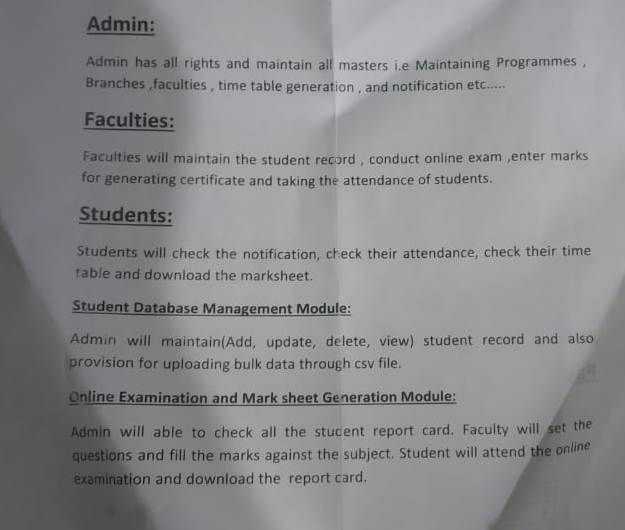 Admin:
Admin has all rights and maintain all masters i.e Maintaining Programmes ,
Branches ,faculties , time table generation , and notification etc.....
Faculties:
Faculties will maintain the student record , conduct online exam ,enter marks
for generating certificate and taking the attendance of students.
Students:
Students will check the notification, check their attendance, check their time
table and download the marksheet.
Student Database Management Module:
Admin will maintain(Add, update, delete, view) student record and also
provision for uploading bulk data through csv file.
Online Examination and Mark sheet Generation Module:
Admin will able to check all the student report card. Faculty will set the
questions and fill the marks against the subject. Student will attend the online
examination and download the report card.